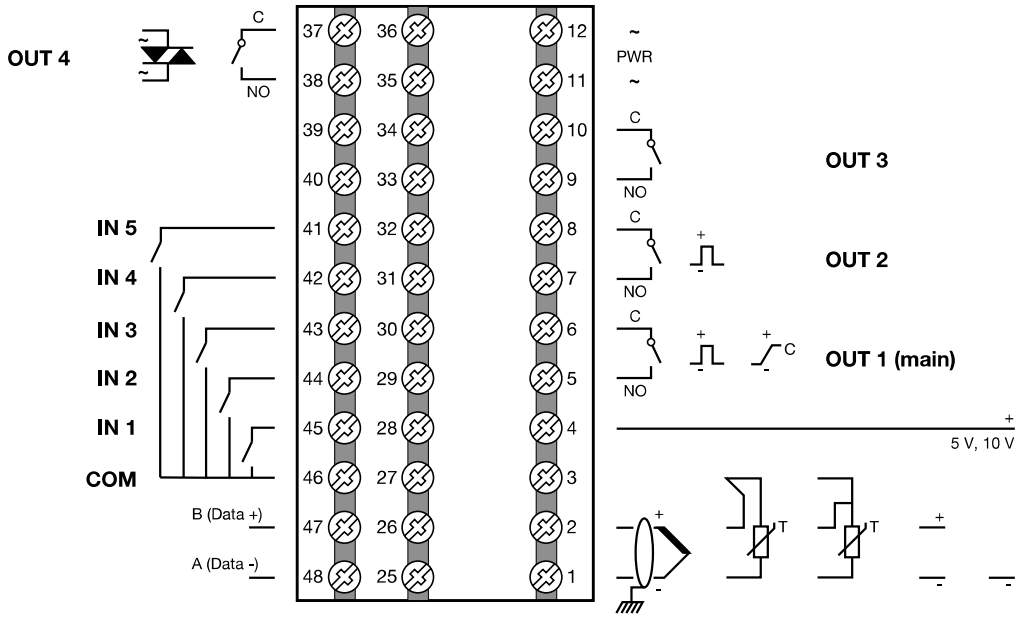 C 37 36 12 ~
OUT 4 ~ PWR
~ 38 35 11 ~
NO
39 34 10 C
OUT 3
40 33 9 NO
IN 5 41 32 8 C
+
OUT 2
-
IN 4 42 31 7 NO
IN 3 43 30 6 C
+ + C OUT 1 (main)
- -
IN 2 44 29 5 NO
IN 1 45 28 4 +
5 V, 10 V
COM 46 27 3
B (Data +) 47 26 2 + T T +
A (Data -) 48 25 1 - - -